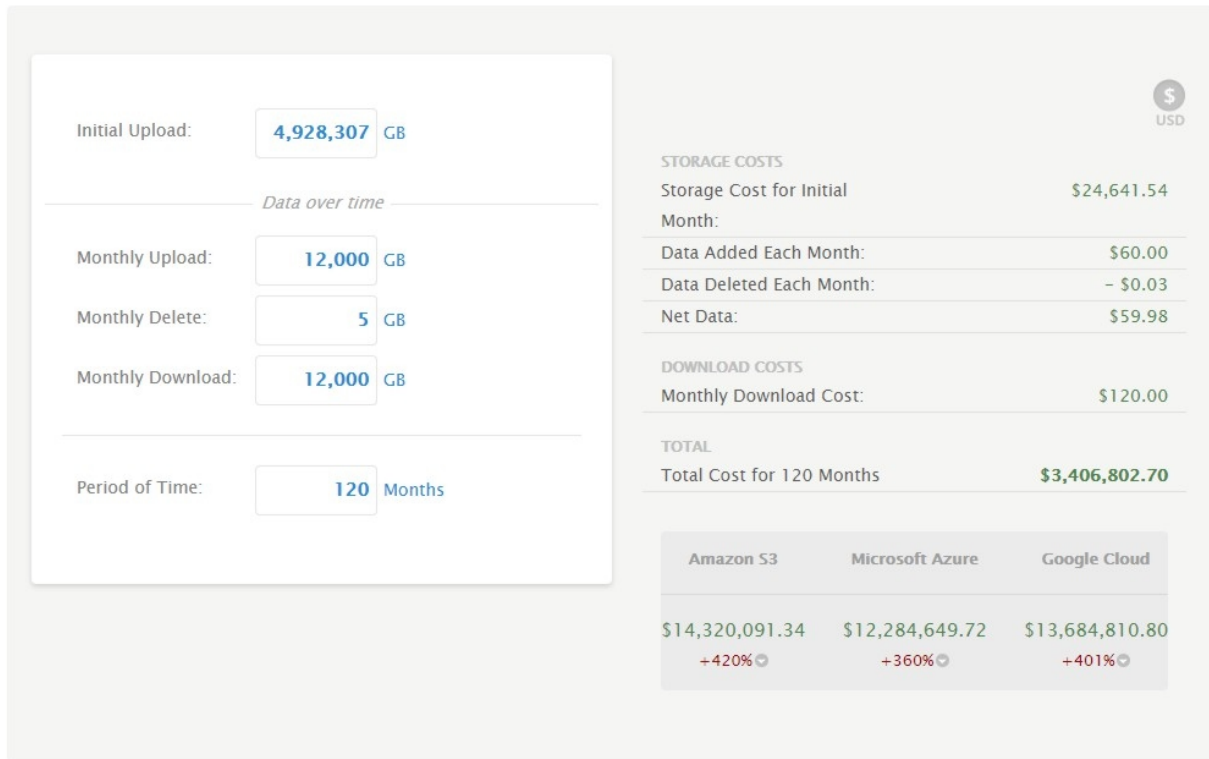 Initial Upload: 4,928,307 GB
Data over time
Monthly Upload: 12,000 GB
Monthly Delete: 5 GB
Monthly Download: 12,000 GB
Period of Time: 120 Months
$
USD
STORAGE COSTS
Storage Cost for Initial $24,641.54
Month:
Data Added Each Month: $60.00
Data Deleted Each Month: – $0.03
Net Data: $59.98
DOWNLOAD COSTS
Monthly Download Cost: $120.00
TOTAL
Total Cost for 120 Months $3,406,802.70
Amazon S3 Microsoft Azure Google Cloud
$14,320,091.34 $12,284,649.72 $13,684,810.80
+420% +360% +401%